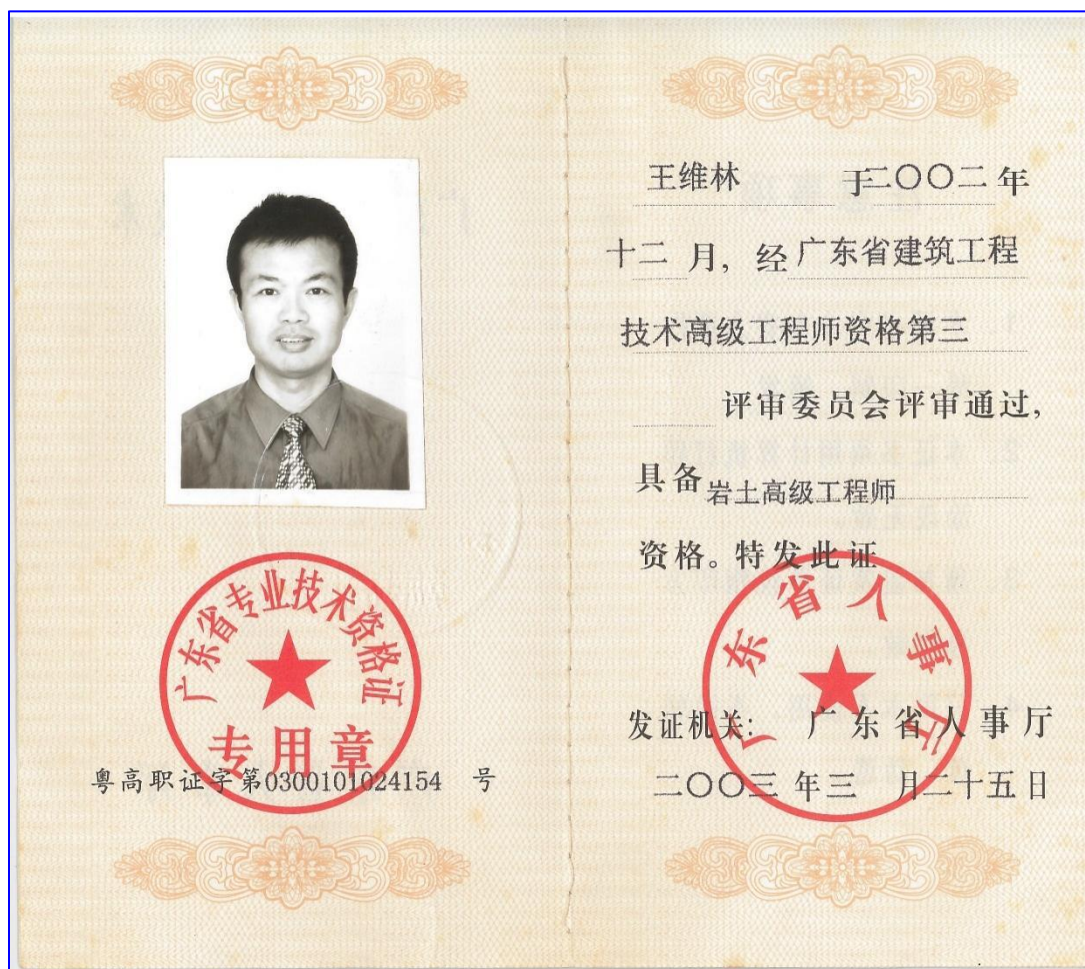 广东省专业技术资格证
专用章
粤高职证字第0300101024154 号
王维林 于二〇〇二年
十二 月，经广东省建筑工程
技术高级工程师资格第三
评审委员会评审通过，
具备岩土高级工程师
资格。特发此证
广东省人事厅
发证机关： 广东省人事厅
二〇〇三 年三 月二十五日